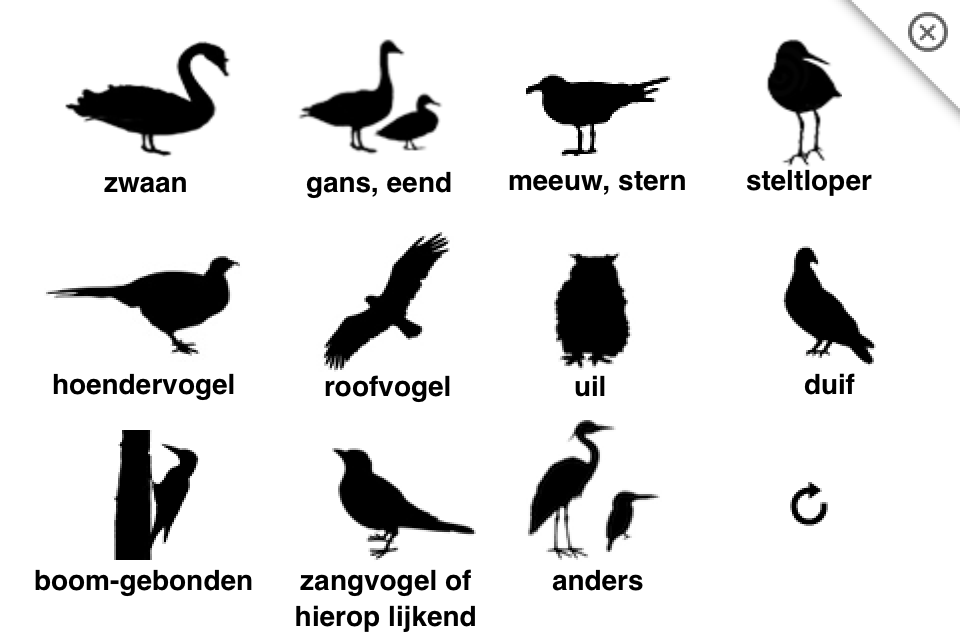 zwaan
gans, eend
meeuw, stern
steltloper
hoendervogel
roofvogel
uil
duif
boom-gebonden
zangvogel of
hierop lijkend
anders